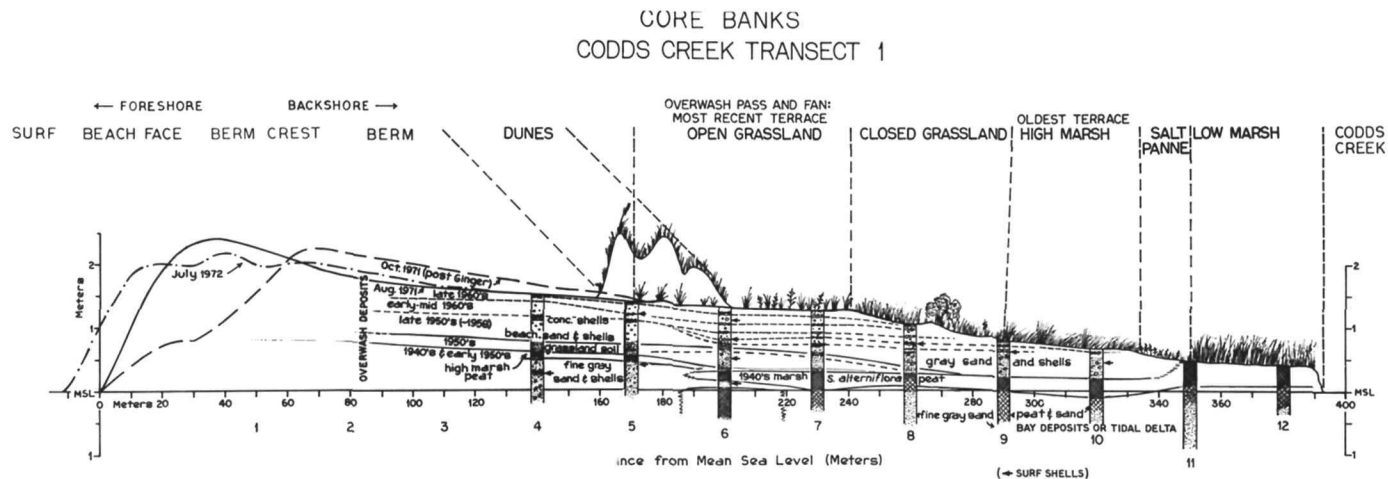 CORE BANKS
CODDS CREEK TRANSECT 1
← FORESHORE BACKSHORE →
SURF BEACH FACE BERM CREST BERM DUNES
OVERWASH PASS AND FAN:
MOST RECENT TERRACE
OPEN GRASSLAND
CLOSED GRASSLAND
OLDEST TERRACE
HIGH MARSH
SALT
PANNE
LOW MARSH
CODDS
CREEK
Meters
2
1
MSL
1
July 1972
Oct. 1971 (post Ginger)
Aug. 1971
late 1960's
early-mid 1960's
late 1950's (~1958)
OVERWASH DEPOSITS
1950's
1940's & early 1950's
high marsh
peat
"conc." shells
beach sand & shells
grassland soil
fine gray
sand & shells
1940's marsh
S. alterniflora peat
gray sand and shells
fine gray sand
peat & sand
BAY DEPOSITS OR TIDAL DELTA
2
1
MSL
1
0 Meters 20 40 60 80 100 120 160 180 220 240 260 280 300 340 360 400
1 2 3 4 5 6 7 8 9 10 11 12
nce from Mean Sea Level (Meters)
(← SURF SHELLS)